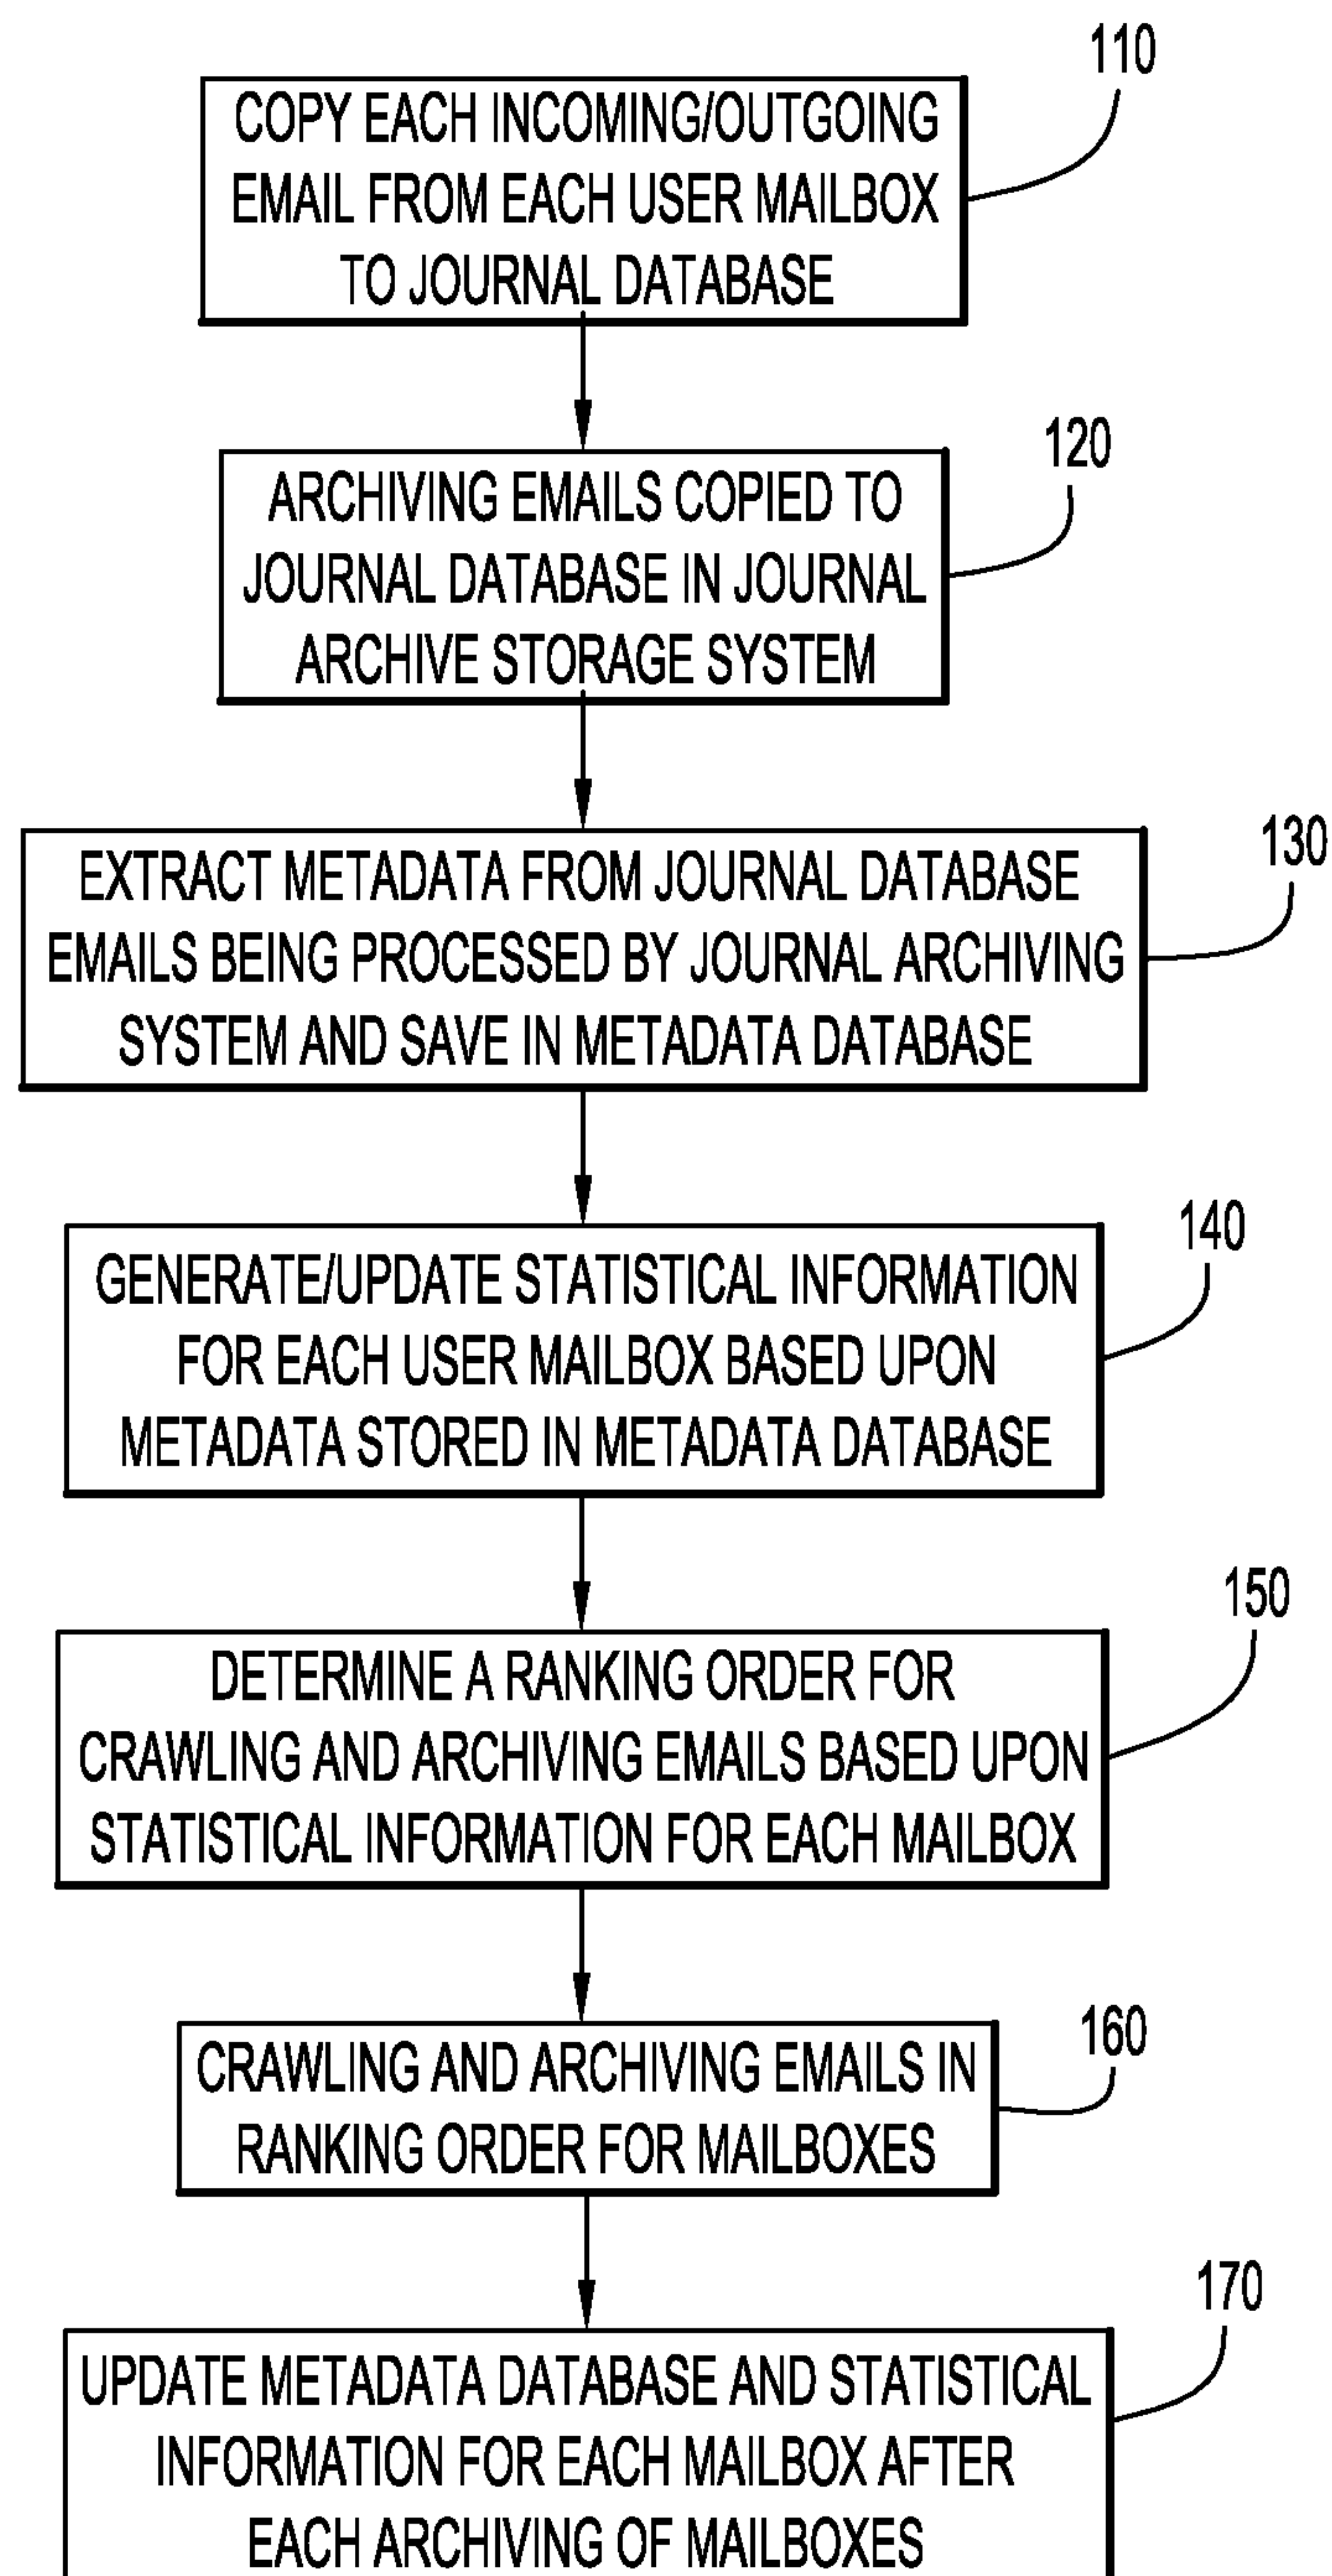 110
COPY EACH INCOMING/OUTGOING
EMAIL FROM EACH USER MAILBOX
TO JOURNAL DATABASE
120
ARCHIVING EMAILS COPIED TO
JOURNAL DATABASE IN JOURNAL
ARCHIVE STORAGE SYSTEM
130
EXTRACT METADATA FROM JOURNAL DATABASE
EMAILS BEING PROCESSED BY JOURNAL ARCHIVING
SYSTEM AND SAVE IN METADATA DATABASE
140
GENERATE/UPDATE STATISTICAL INFORMATION
FOR EACH USER MAILBOX BASED UPON
METADATA STORED IN METADATA DATABASE
150
DETERMINE A RANKING ORDER FOR
CRAWLING AND ARCHIVING EMAILS BASED UPON
STATISTICAL INFORMATION FOR EACH MAILBOX
160
CRAWLING AND ARCHIVING EMAILS IN
RANKING ORDER FOR MAILBOXES
170
UPDATE METADATA DATABASE AND STATISTICAL
INFORMATION FOR EACH MAILBOX AFTER
EACH ARCHIVING OF MAILBOXES